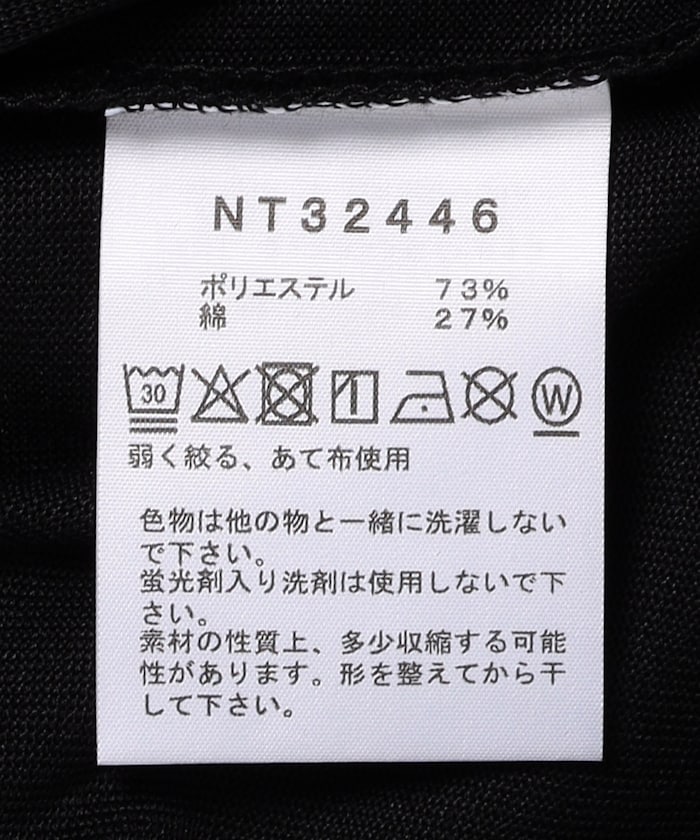 NT32446
ポリエステル 73%
綿 27%
30 W
弱く絞る、あて布使用
色物は他の物と一緒に洗濯しない
で下さい。
蛍光剤入り洗剤は使用しないで下
さい。
素材の性質上、多少収縮する可能
性があります。形を整えてから干
して下さい。